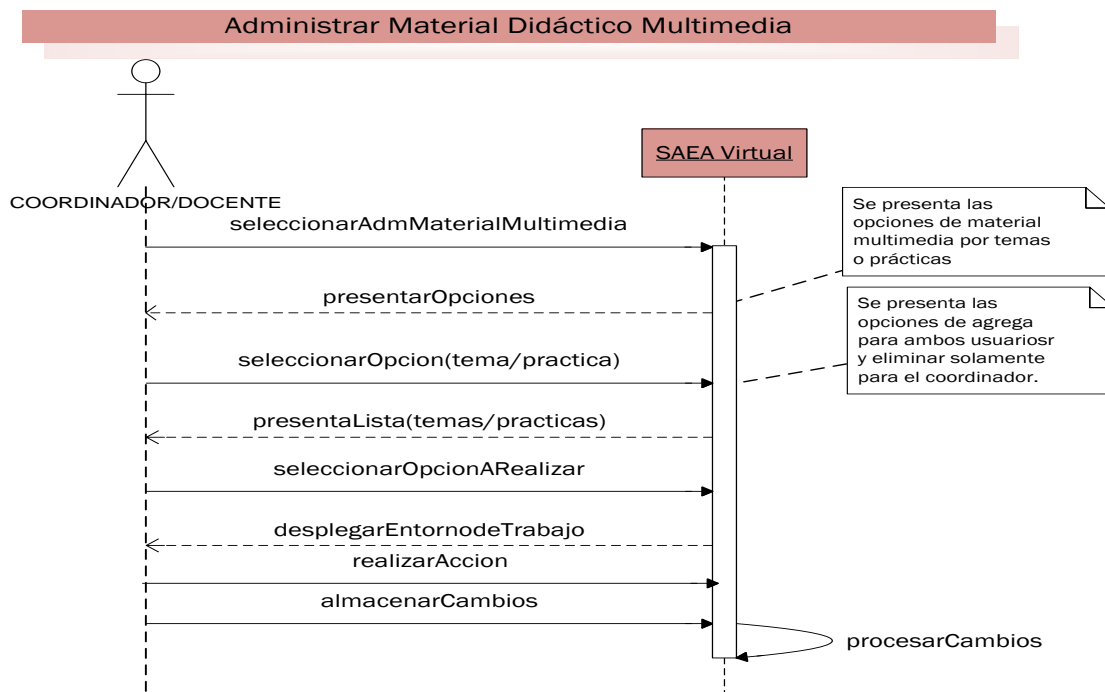 Administrar Material Didáctico Multimedia
SAEA Virtual
COORDINADOR/DOCENTE
seleccionarAdmMaterialMultimedia
Se presenta las
opciones de material
multimedia por temas
o prácticas
presentarOpciones
Se presenta las
opciones de agrega
para ambos usuariosr
y eliminar solamente
para el coordinador.
seleccionarOpcion(tema/practica)
presentaLista(temas/practicas)
seleccionarOpcionARealizar
desplegarEntornodeTrabajo
realizarAccion
almacenarCambios
procesarCambios